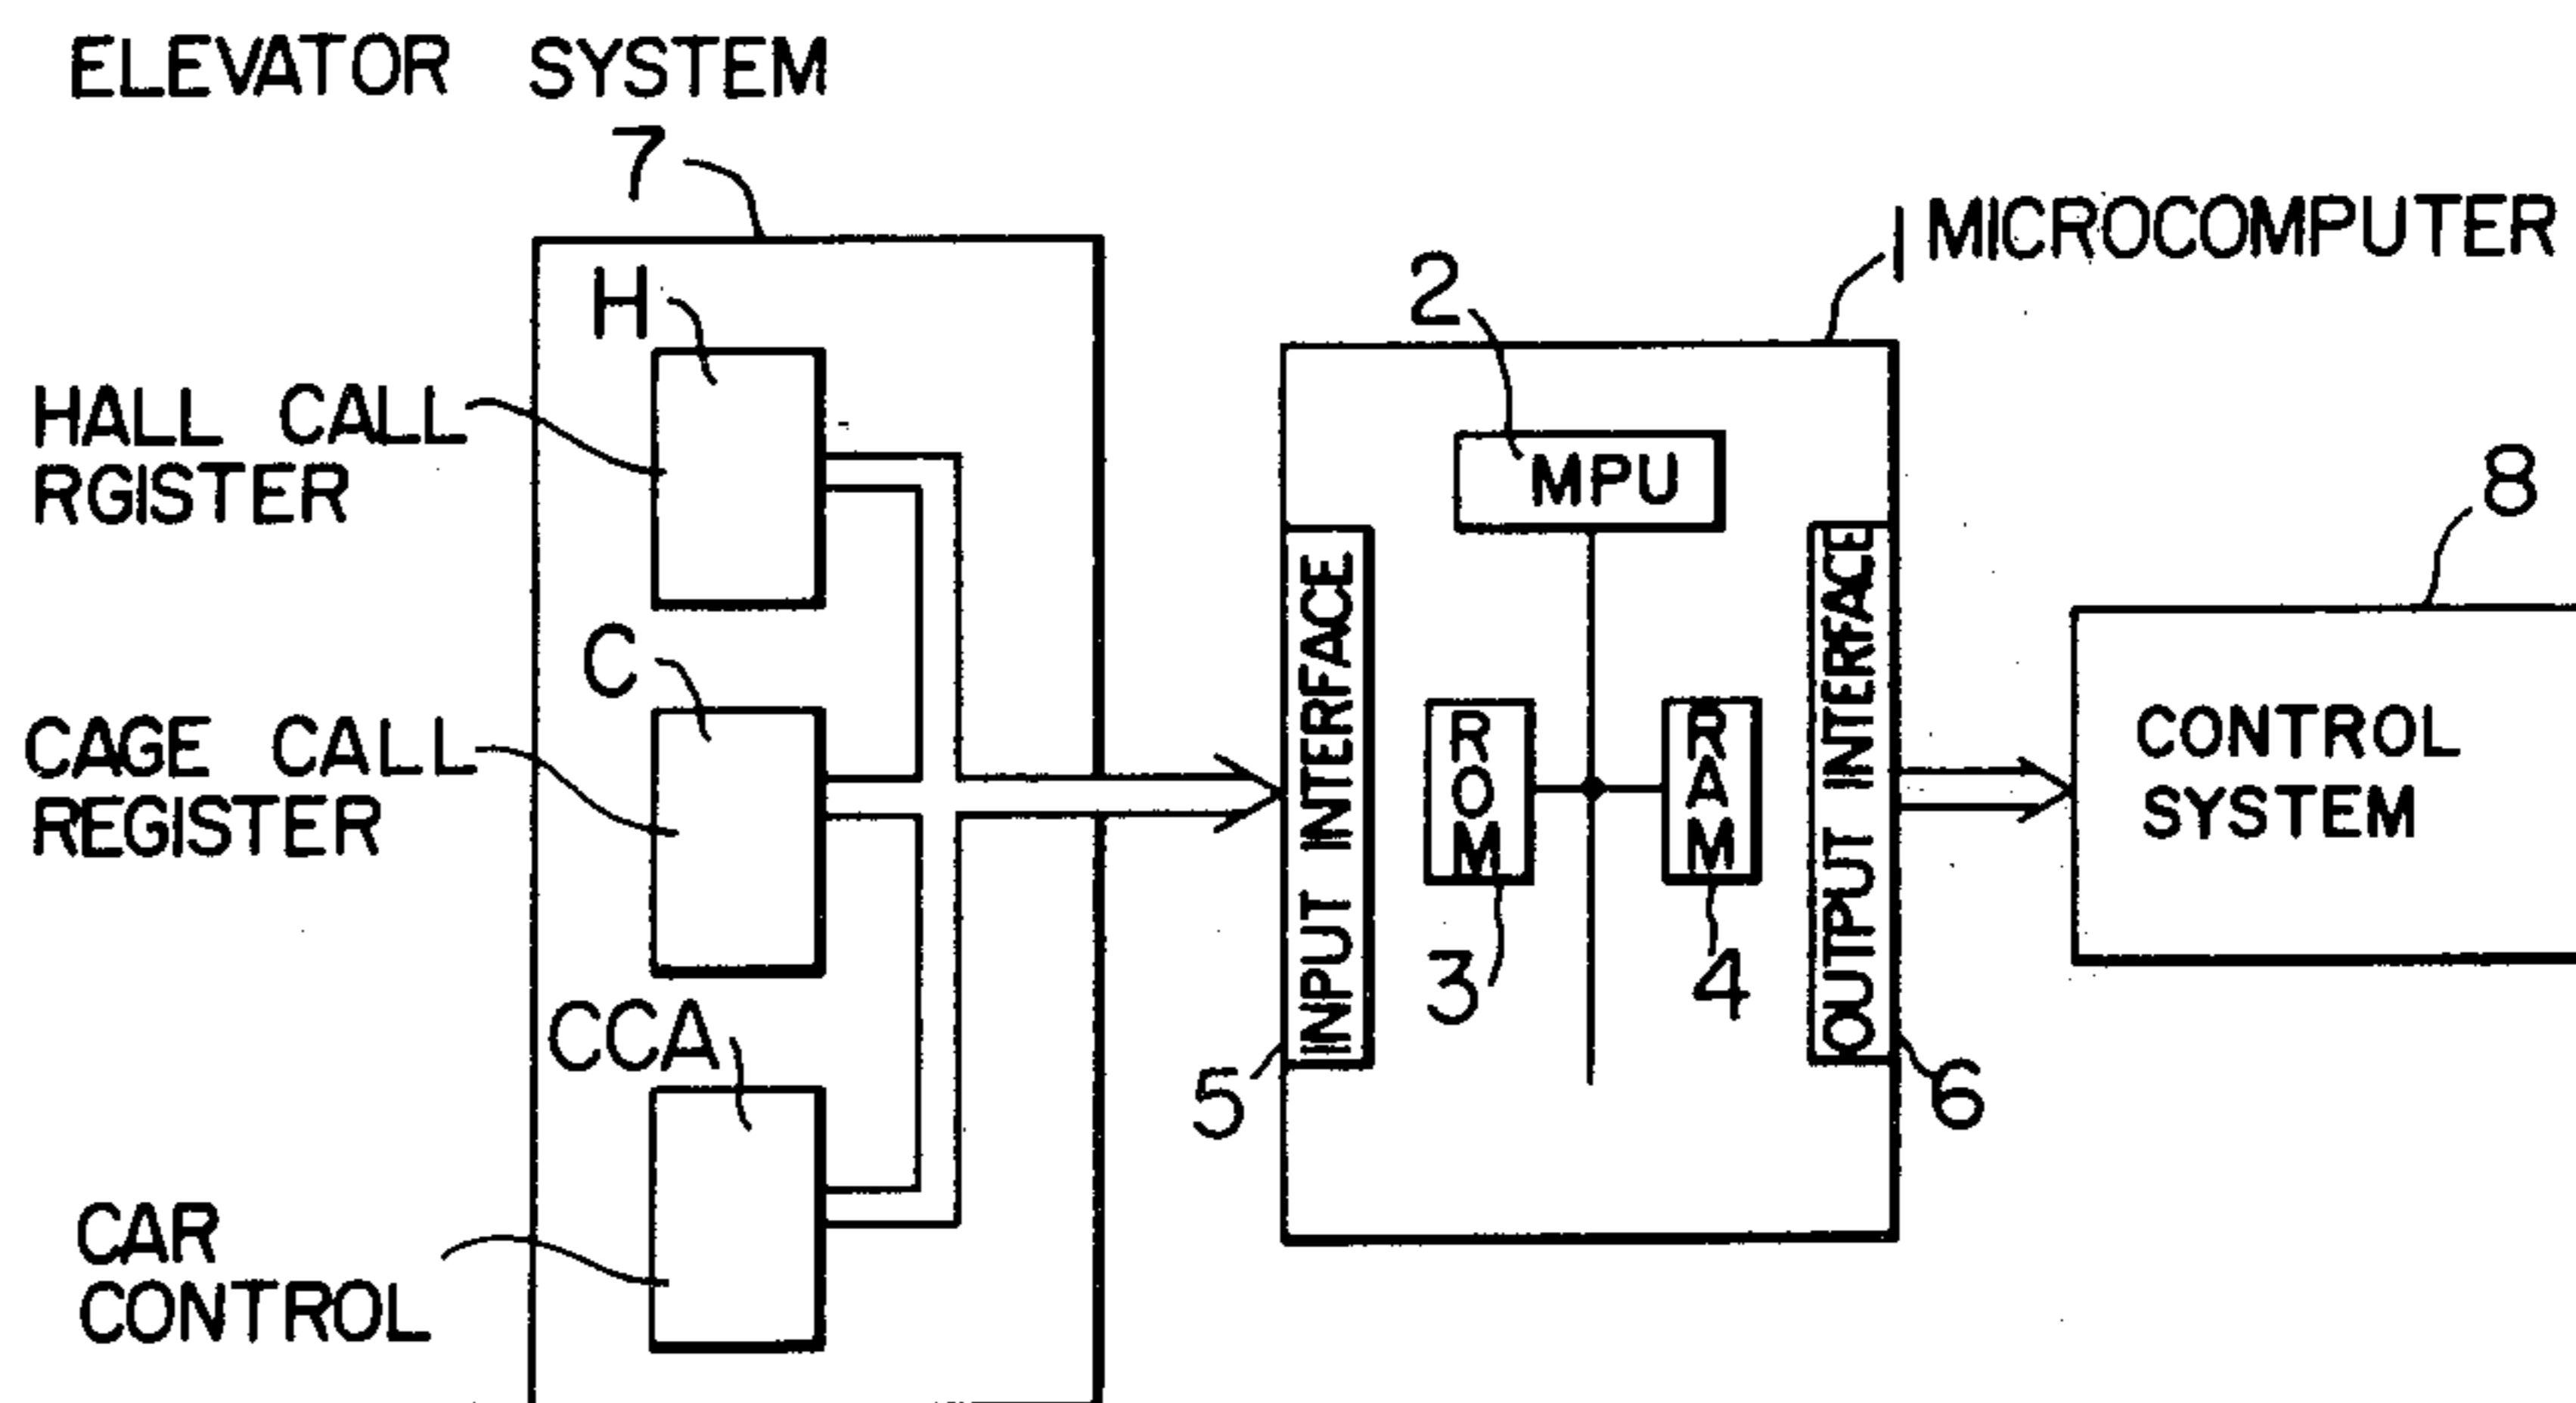 ELEVATOR SYSTEM
7
H
HALL CALL
RGISTER
C
CAGE CALL
REGISTER
CCA
CAR
CONTROL
1 MICROCOMPUTER
2
MPU
INPUT INTERFACE
ROM
RAM
OUTPUT INTERFACE
3
4
5
6
8
CONTROL
SYSTEM